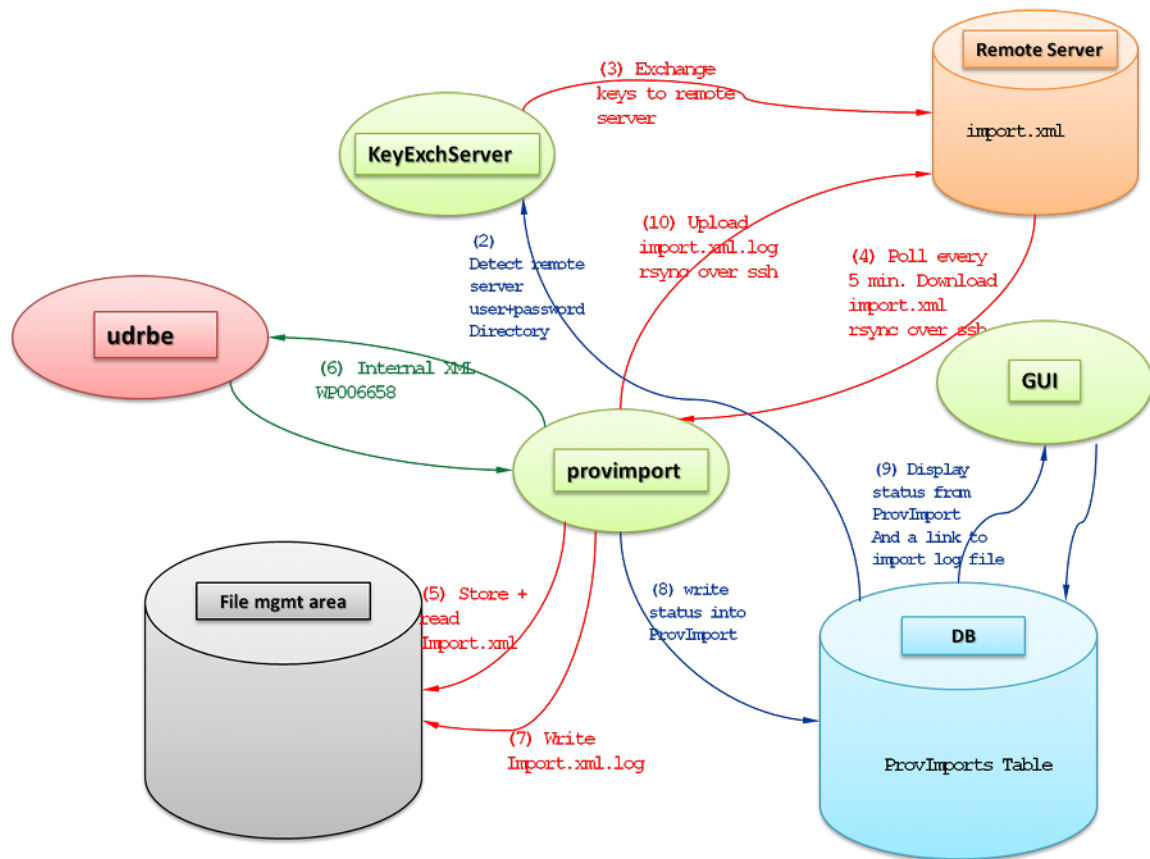 Remote Server
import.xml
(3) Exchange
keys to remote
server
KeyExchServer
(10) Upload
import.xml.log
rsync over ssh
(4) Poll every
5 min. Download
import.xml
rsync over ssh
(2)
Detect remote
server
user+password
Directory
udrbe
(6) Internal XML
WP006658
GUI
provimport
(9) Display
status from
ProvImport
And a link to
import log file
File mgmt area
(5) Store +
read
Import.xml
(8) write
status into
ProvImport
DB
(7) Write
Import.xml.log
ProvImports Table